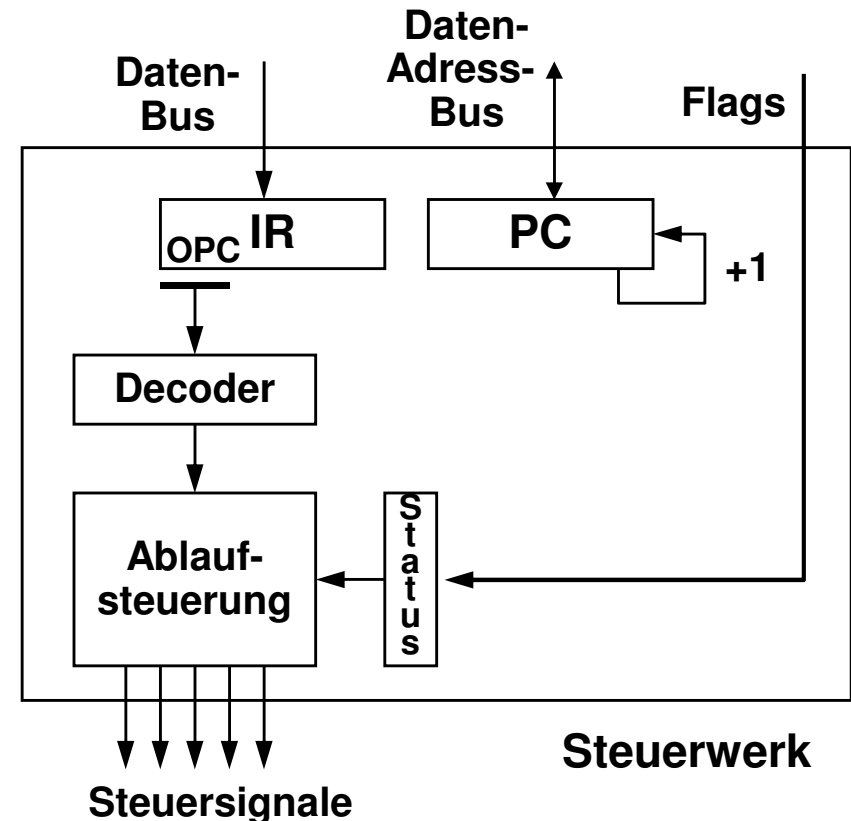 Daten-
Bus
Daten-
Adress-
Bus
Flags
OPC IR
PC
+1
Decoder
Ablauf-
steuerung
Status
Steuerwerk
Steuersignale